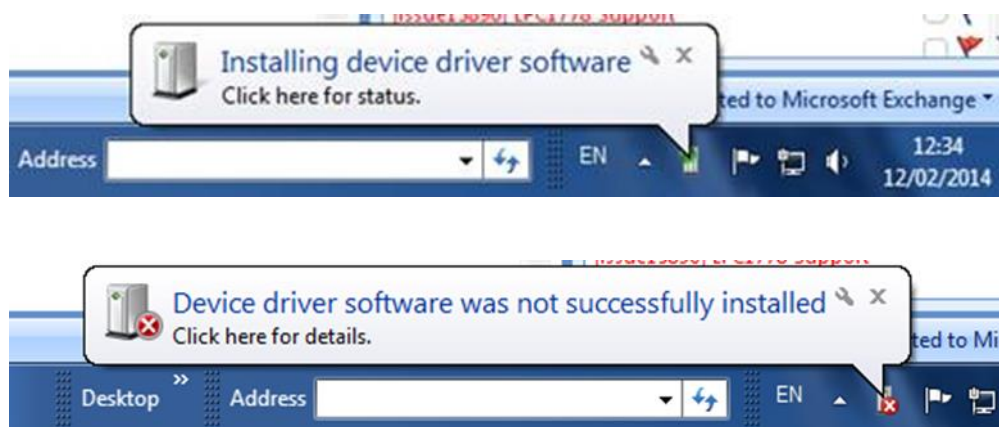 Installing device driver software
Click here for status.
ted to Microsoft Exchange
Address
EN
12:34
12/02/2014
Device driver software was not successfully installed
Click here for details.
ted to Mi
Desktop »
Address
EN